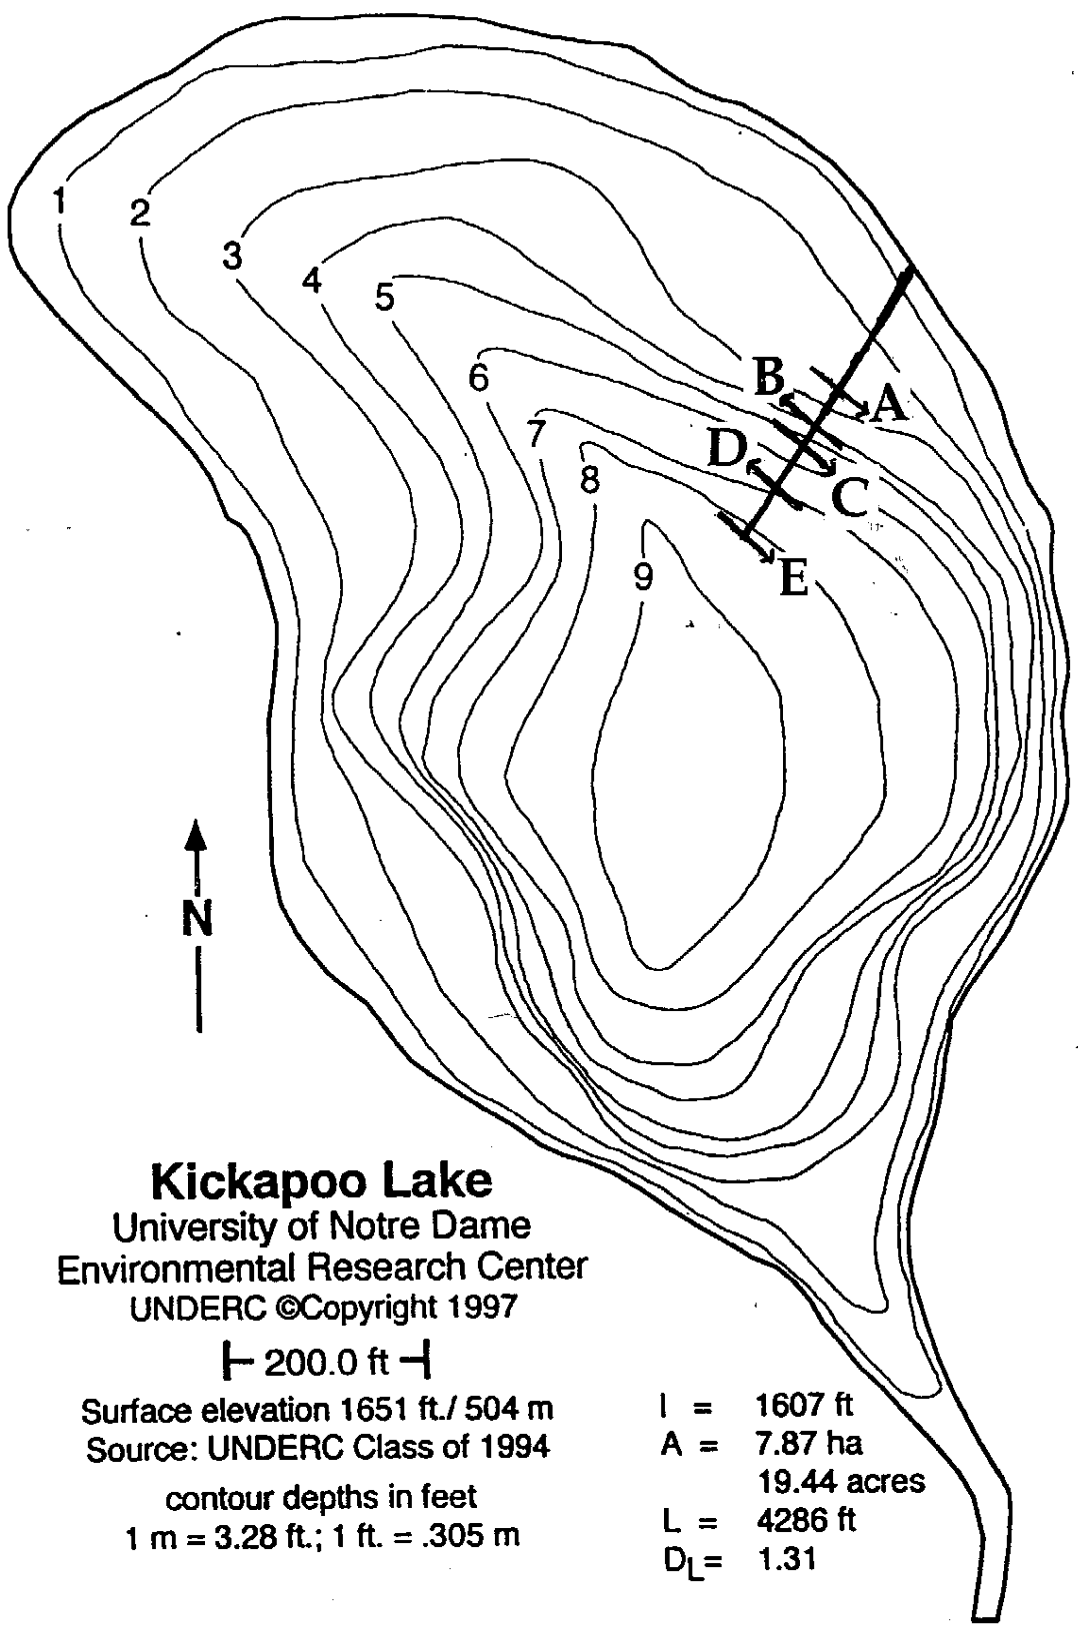 1
2
3
4
5
6
7
8
9
B
A
D
C
E
N
Kickapoo Lake
University of Notre Dame
Environmental Research Center
UNDERC ©Copyright 1997
200.0 ft
Surface elevation 1651 ft./ 504 m
Source: UNDERC Class of 1994
contour depths in feet
1 m = 3.28 ft.; 1 ft. = .305 m
l = 1607 ft
A = 7.87 ha
19.44 acres
L = 4286 ft
DL= 1.31